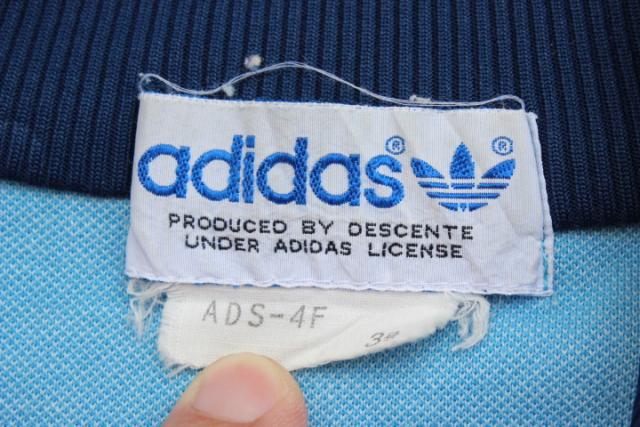 adidas® ®
PRODUCED BY DESCENTE
UNDER ADIDAS LICENSE
ADS-4F